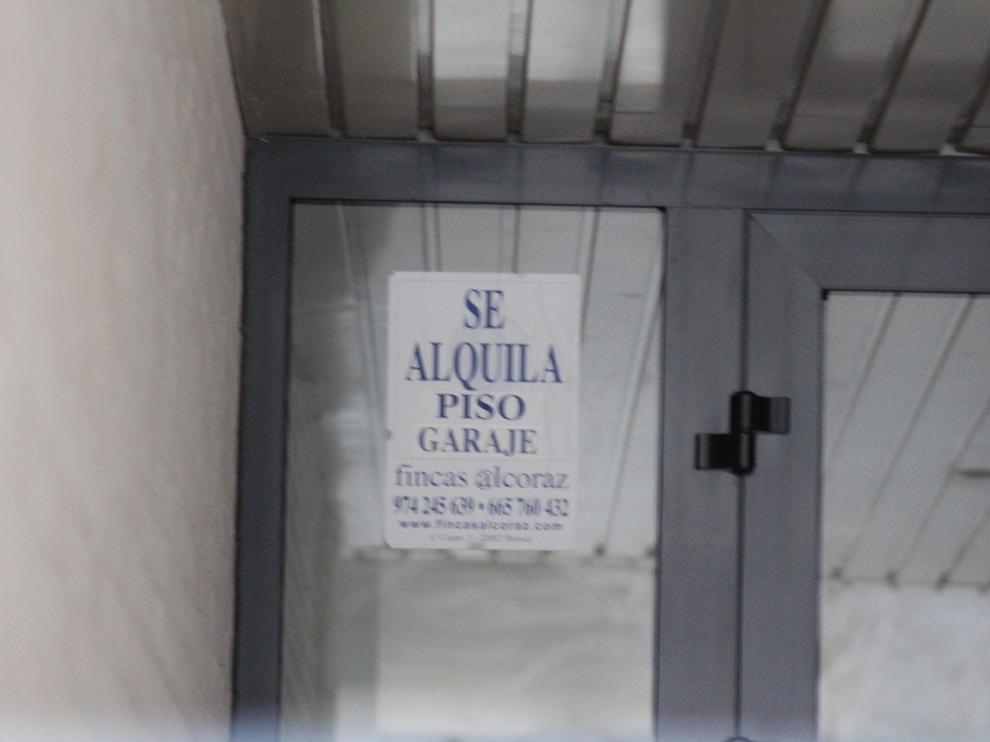 SE
ALQUILA
PISO
GARAJE
fincas @lcoraz
974 245 639 • 665 760 432
www.fincasalcoraz.com